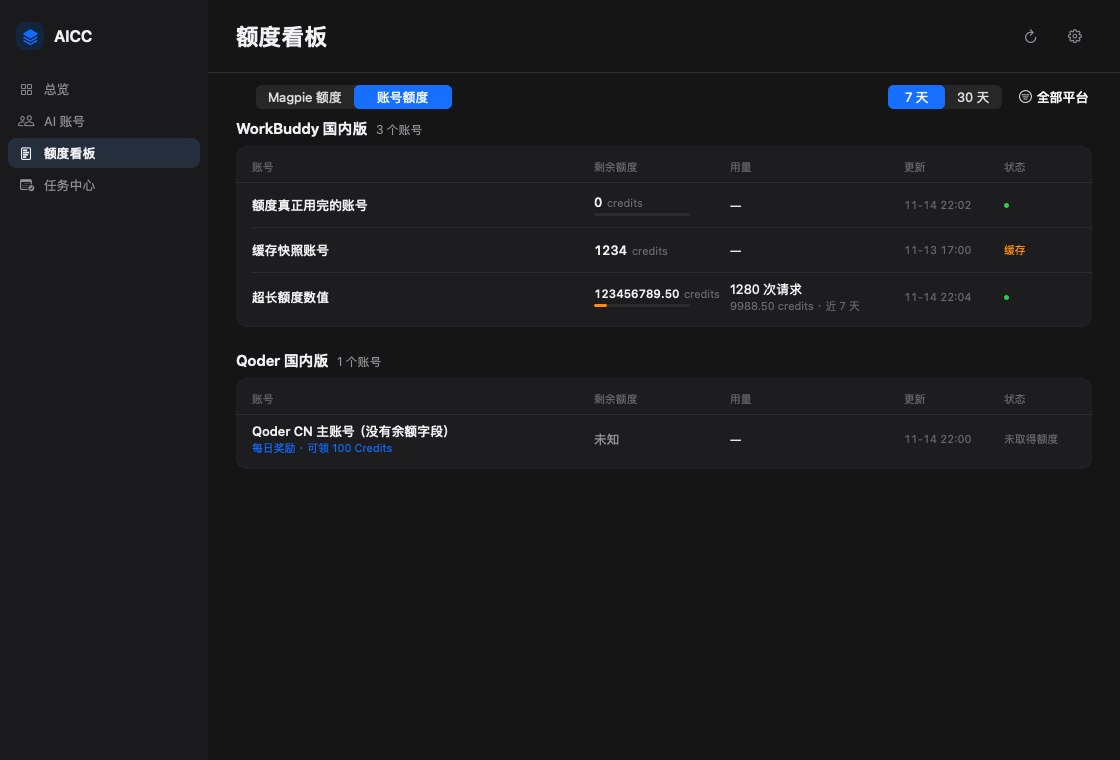 AICC
总览
AI 账号
额度看板
任务中心
额度看板
Magpie 额度 账号额度 7 天 30 天 全部平台
WorkBuddy 国内版 3 个账号
账号 剩余额度 用量 更新 状态
额度真正用完的账号 0 credits — 11-14 22:02
缓存快照账号 1234 credits — 11-13 17:00 缓存
超长额度数值 123456789.50 credits 1280 次请求 11-14 22:04
9988.50 credits · 近 7 天
Qoder 国内版 1 个账号
账号 剩余额度 用量 更新 状态
Qoder CN 主账号 (没有余额字段) 未知 — 11-14 22:00 未取得额度
每日奖励 · 可领 100 Credits